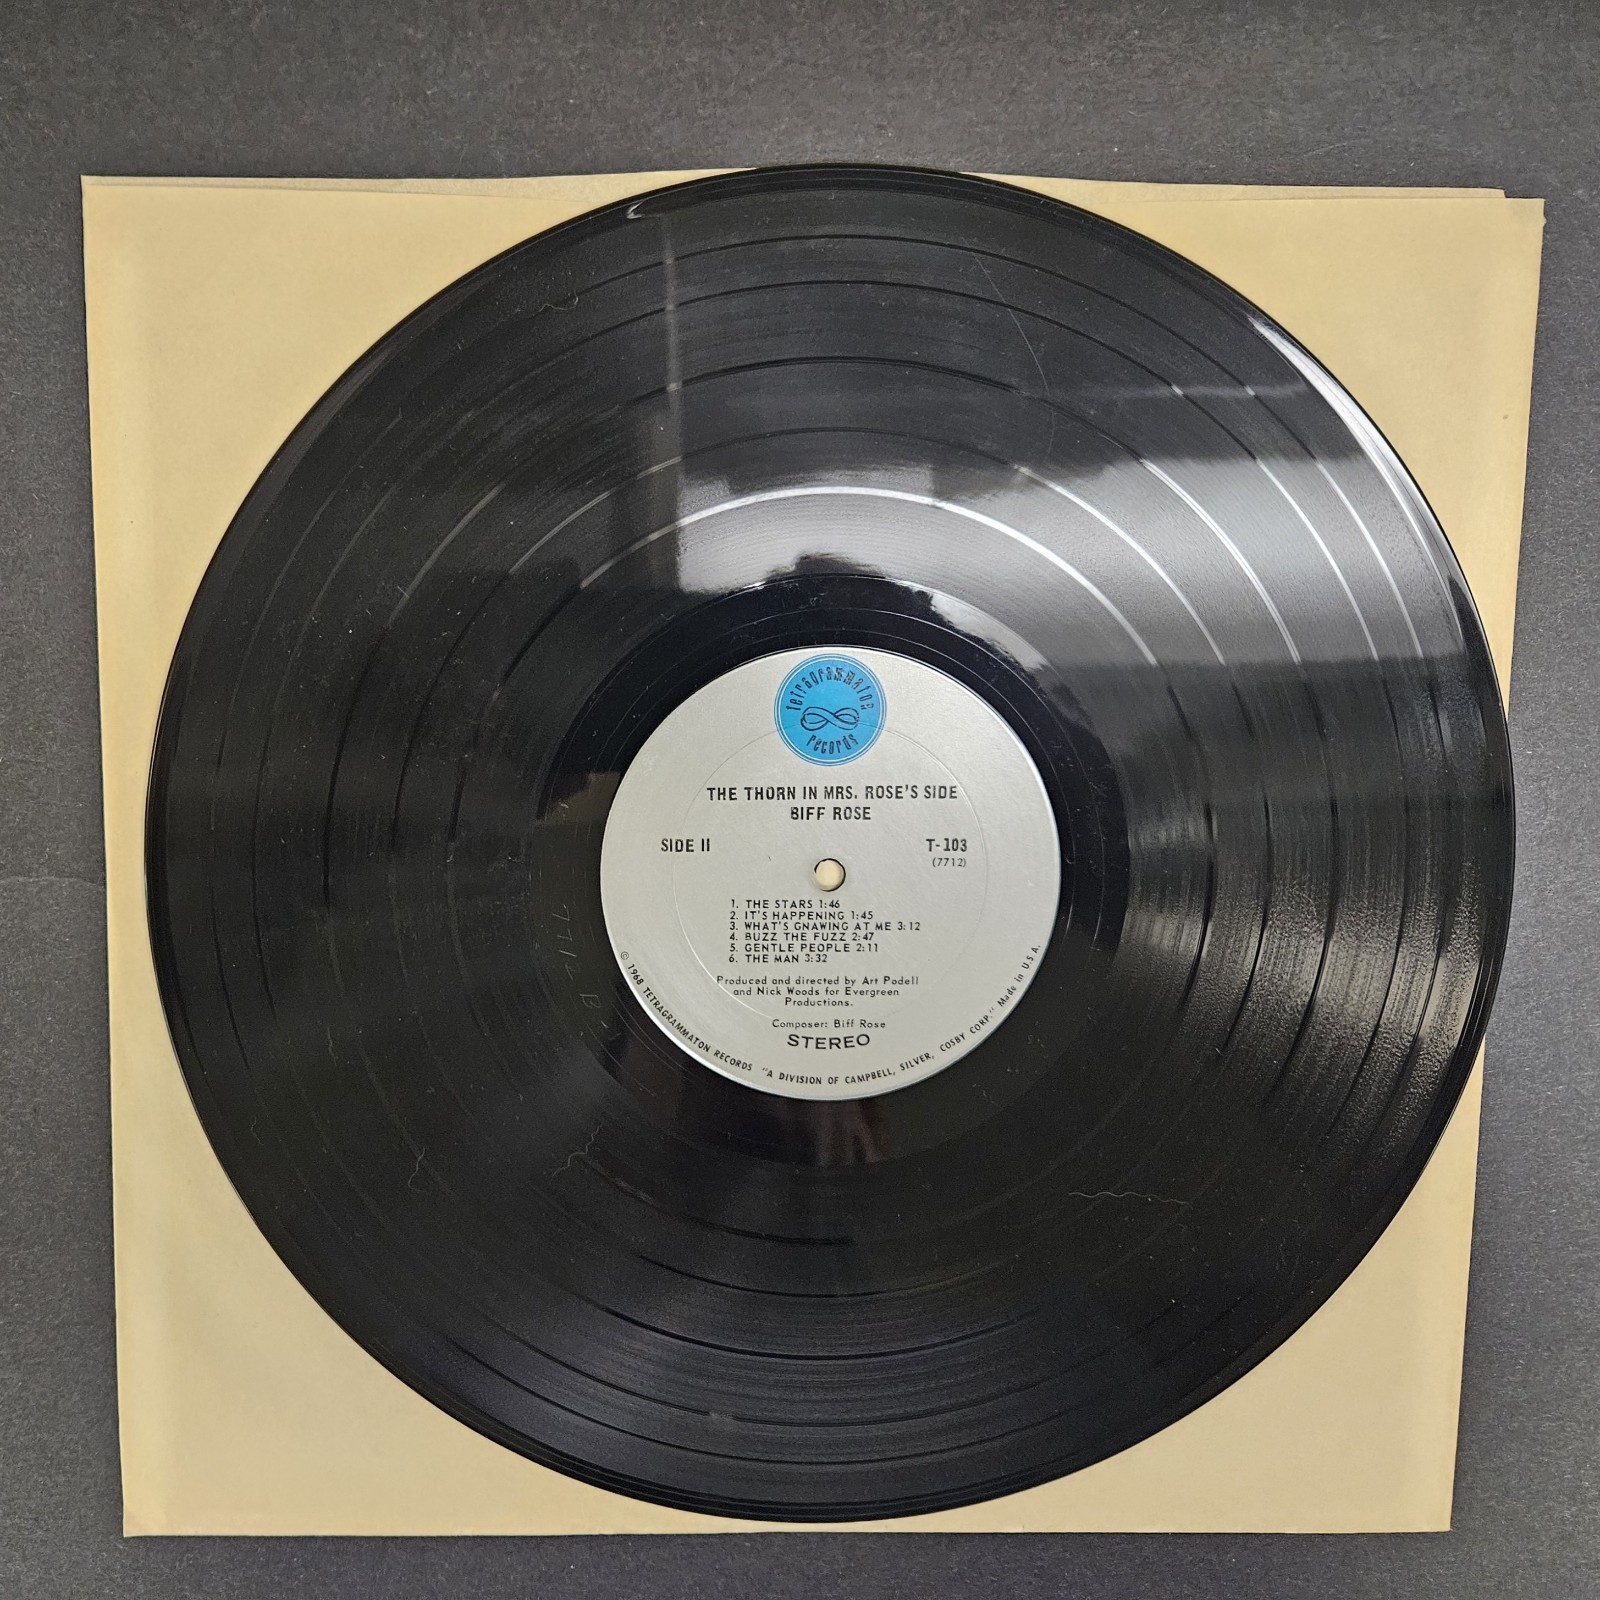 tetragrammaton
records
THE THORN IN MRS. ROSE'S SIDE
BIFF ROSE
SIDE II
T-103
(7712)
1. THE STARS 1:46
2. IT'S HAPPENING 1:45
3. WHAT'S GNAWING AT ME 3:12
4. BUZZ THE FUZZ 2:47
5. GENTLE PEOPLE 2:11
6. THE MAN 3:32
Produced and directed by Art Podell
and Nick Woods for Evergreen
Productions.
Composer: Biff Rose
STEREO
© 1968 TETRAGRAMMATON RECORDS "A DIVISION OF CAMPBELL, SILVER, COSBY CORP." Made in U.S.A.
7712 B